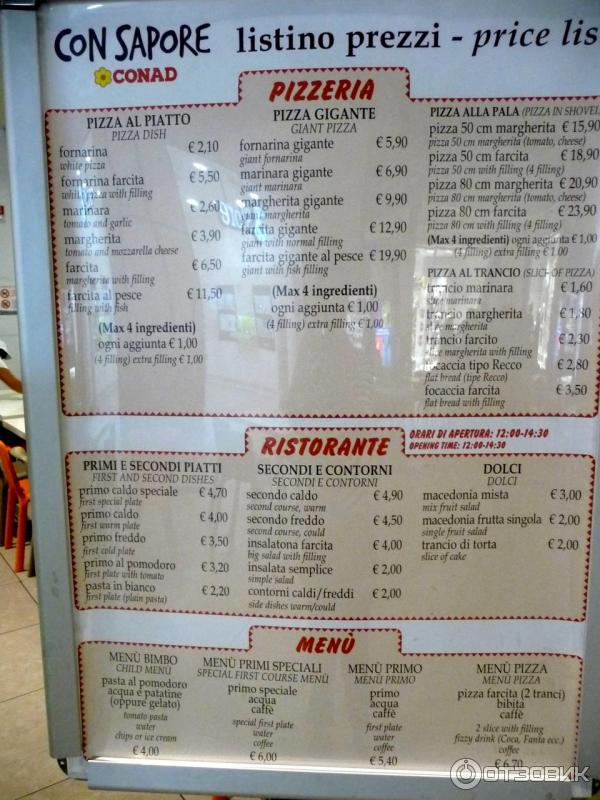 CON SAPORE
CONAD
listino prezzi - price lis
PIZZERIA
PIZZA AL PIATTO
PIZZA DISH
fornarina € 2,10
white pizza
fornarina farcita € 5,50
white pizza with filling
marinara € 2,60
tomato and garlic
margherita € 3,90
tomato and mozzarella cheese
farcita € 6,50
margherita with filling
farcita al pesce € 11,50
filling with fish
(Max 4 ingredienti)
ogni aggiunta € 1,00
(4 filling) extra filling € 1,00
PIZZA GIGANTE
GIANT PIZZA
fornarina gigante € 5,90
giant fornarina
marinara gigante € 6,90
giant marinara
margherita gigante € 9,90
giant margherita
farcita gigante € 12,90
giant with normal filling
farcita gigante al pesce € 19,90
giant with fish filling
(Max 4 ingredienti)
ogni aggiunta € 1,00
(4 filling) extra filling € 1,00
PIZZA ALLA PALA (PIZZA IN SHOVEL
pizza 50 cm margherita € 15,90
pizza 50 cm margherita (tomato, cheese)
pizza 50 cm farcita € 18,90
pizza 50 cm with filling (4 filling)
pizza 80 cm margherita € 20,90
pizza 80 cm margherita (tomato, cheese)
pizza 80 cm farcita € 23,90
pizza 80 cm with filling (4 filling)
(Max 4 ingredienti) ogni aggiunta € 1,00
(4 filling) extra filling € 1,00
PIZZA AL TRANCIO (SLICE OF PIZZA)
trancio marinara € 1,60
slice marinara
trancio margherita € 1,80
slice margherita
trancio farcito € 2,30
slice margherita with filling
focaccia tipo Recco € 2,80
flat bread (tipe Recco)
focaccia farcita € 3,50
flat bread with filling
RISTORANTE
ORARI DI APERTURA: 12:00-14:30
OPENING TIME: 12:00-14:30
PRIMI E SECONDI PIATTI
FIRST AND SECOND DISHES
primo caldo speciale € 4,70
first special plate
primo caldo € 4,00
first warm plate
primo freddo € 3,50
first cold plate
primo al pomodoro € 3,20
first plate with tomato
pasta in bianco € 2,20
first plate (plain pasta)
SECONDI E CONTORNI
SECONDI E CONTORNI
secondo caldo € 4,90
second course, warm
secondo freddo € 4,50
second course, could
insalatona farcita € 4,00
big salad with filling
insalata semplice € 2,00
simple salad
contorni caldi/freddi € 2,00
side dishes warm/could
DOLCI
DOLCI
macedonia mista € 3,00
mix fruit salad
macedonia frutta singola € 2,00
single fruit salad
trancio di torta € 2,00
slice of cake
MENÙ
MENÙ BIMBO
CHILD MENÙ
pasta al pomodoro
acqua e patatine
(oppure gelato)
tomato pasta
water
chips or ice cream
€ 4,00
MENÙ PRIMI SPECIALI
SPECIAL FIRST COURSE MENÙ
primo speciale
acqua
caffè
special first plate
water
coffee
€ 6,00
MENÙ PRIMO
MENÙ PRIMO
primo
acqua
caffè
first plate
water
coffee
€ 5,40
MENÙ PIZZA
MENÙ PIZZA
pizza farcita (2 tranci)
bibita
caffè
2 slice with filling
fizzy drink (Coca, Fanta ecc.)
coffee
€ 6,70
ОТЗОВИК